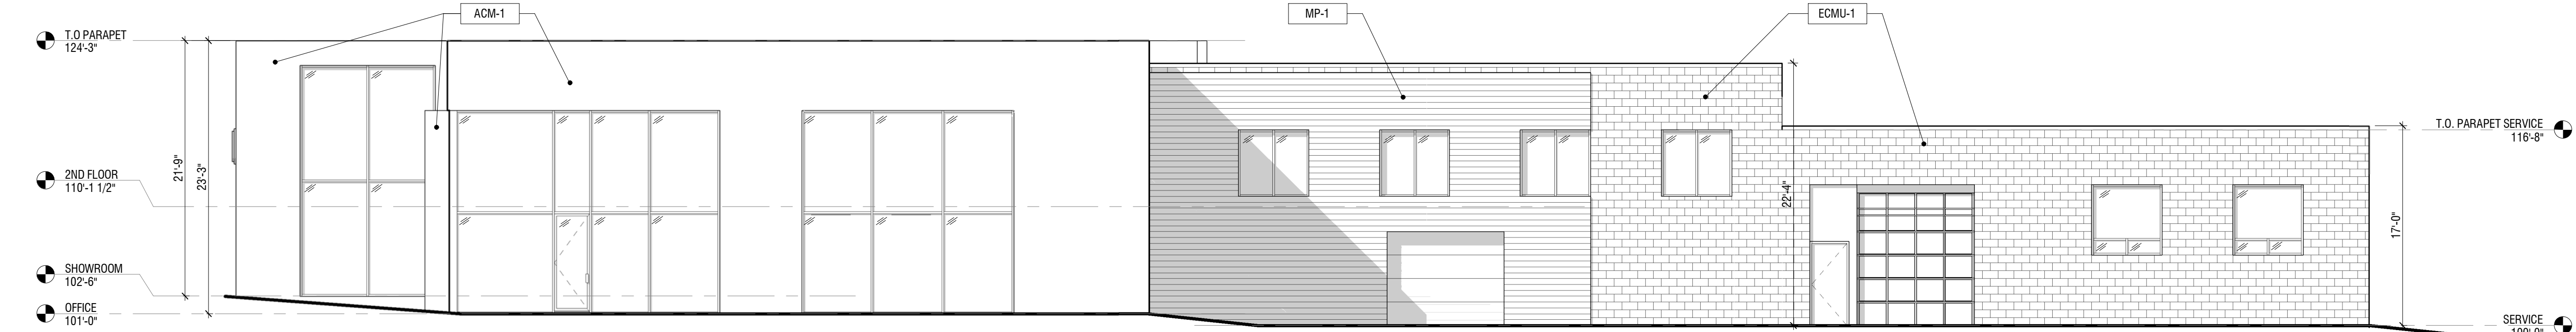 ACM-1
MP-1
ECMU-1
T.O PARAPET
124'-3"
T.O. PARAPET SERVICE
116'-8"
21'-9"
23'-3"
2ND FLOOR
110'-1 1/2"
22'-4"
17'-0"
SHOWROOM
102'-6"
OFFICE
101'-0"
SERVICE